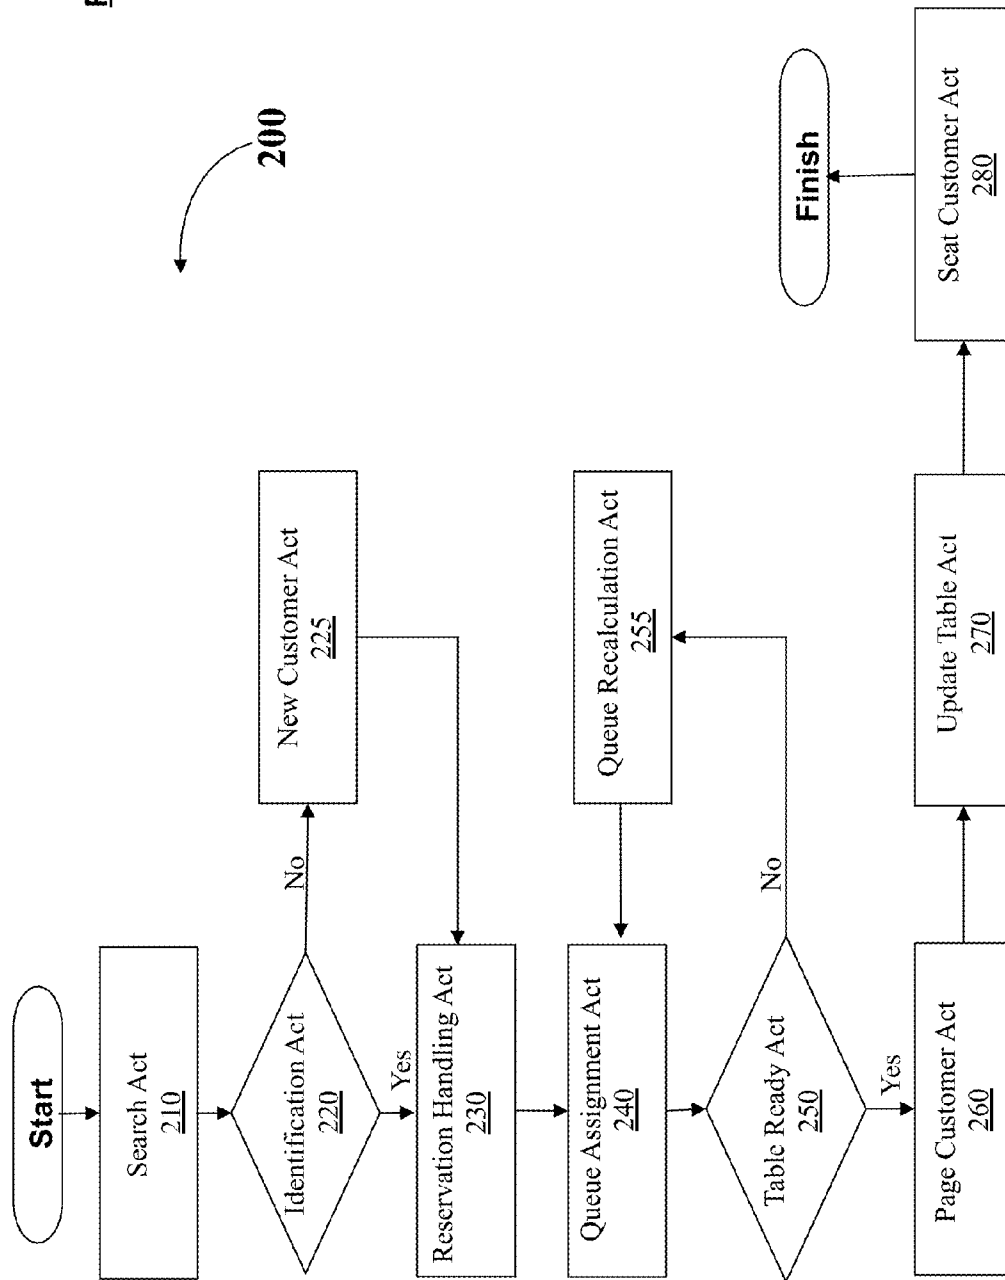 200
Start
Search Act
210
Identification Act
220
No
New Customer Act
225
Yes
Reservation Handling Act
230
Queue Assignment Act
240
Queue Recalculation Act
255
Table Ready Act
250
No
Yes
Page Customer Act
260
Update Table Act
270
Seat Customer Act
280
Finish